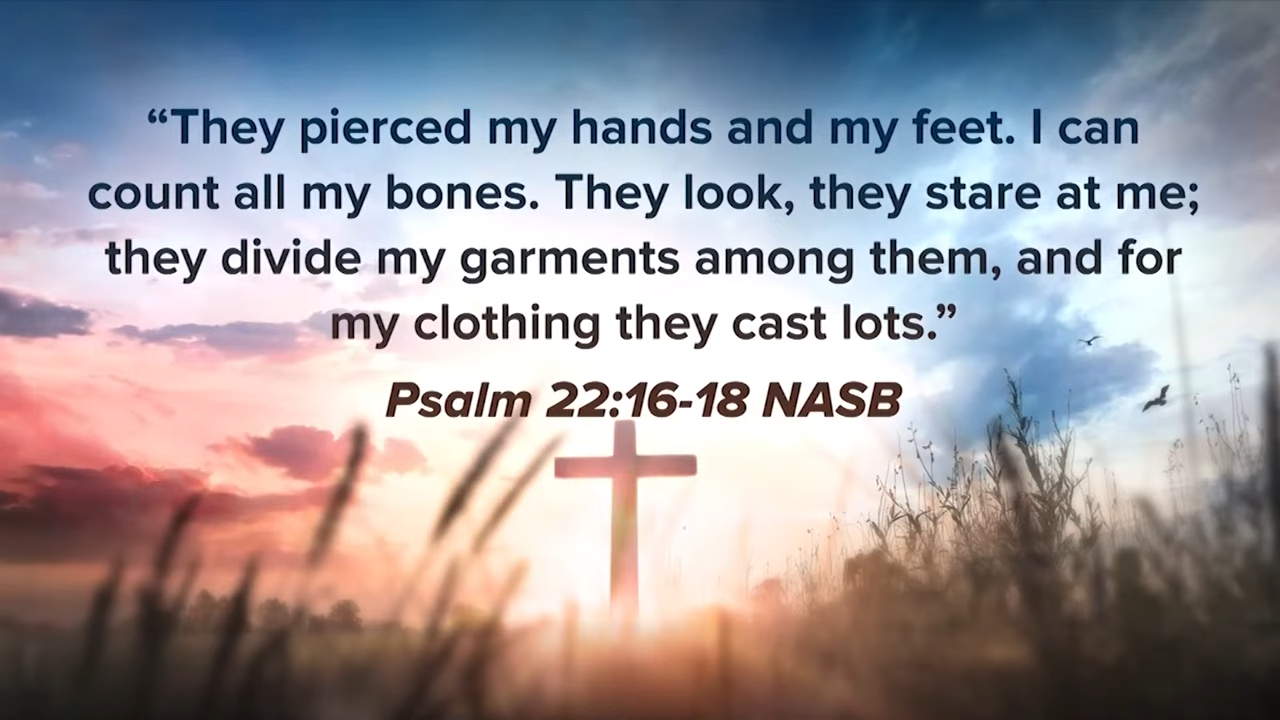 “They pierced my hands and my feet. I can
count all my bones. They look, they stare at me;
they divide my garments among them, and for
my clothing they cast lots.”
Psalm 22:16-18 NASB